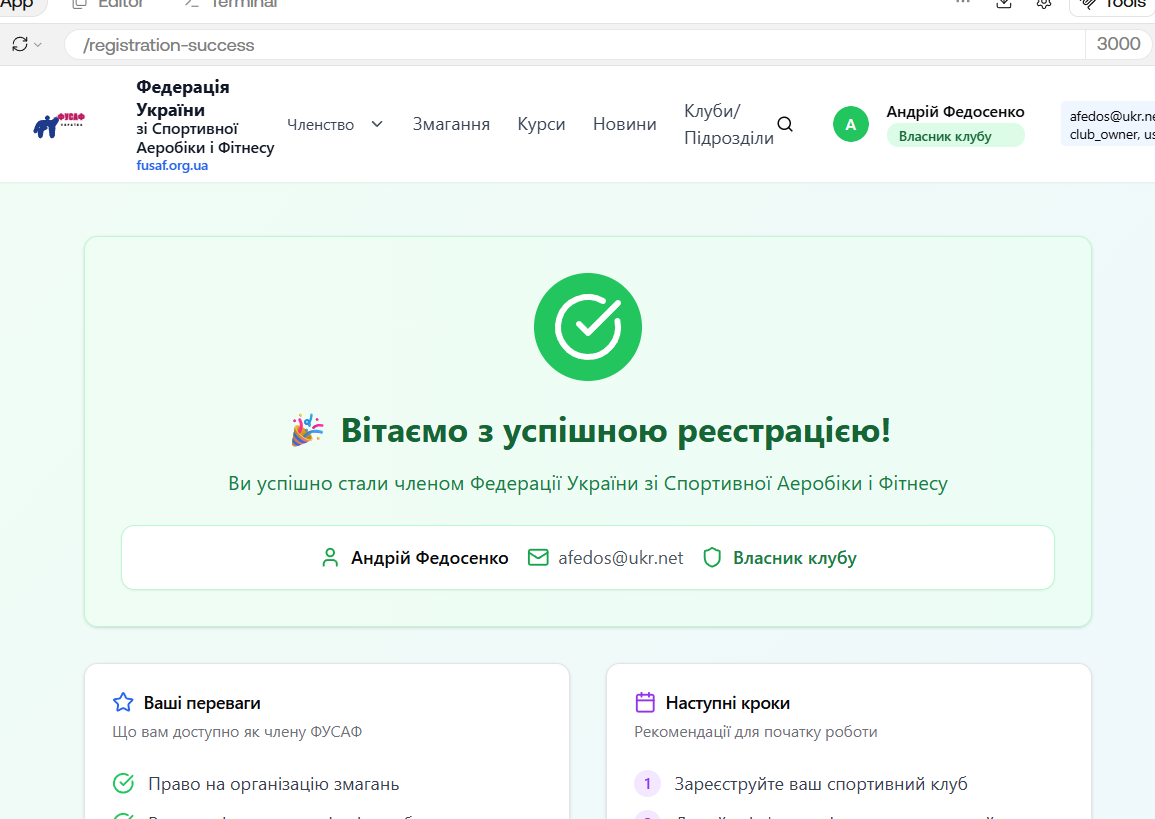 App
Editor
Terminal
Tools
/registration-success
3000
ФУСАФ
УКРАЇНА
Федерація
України
зі Спортивної
Аеробіки і Фітнесу
fusaf.org.ua
Членство
Змагання
Курси
Новини
Клуби/
Підрозділи
А
Андрій Федосенко
Власник клубу
afedos@ukr.ne
club_owner, us
🎉 Вітаємо з успішною реєстрацією!
Ви успішно стали членом Федерації України зі Спортивної Аеробіки і Фітнесу
Андрій Федосенко afedos@ukr.net Власник клубу
Ваші переваги
Що вам доступно як члену ФУСАФ
Право на організацію змагань
Наступні кроки
Рекомендації для початку роботи
1 Зареєструйте ваш спортивний клуб